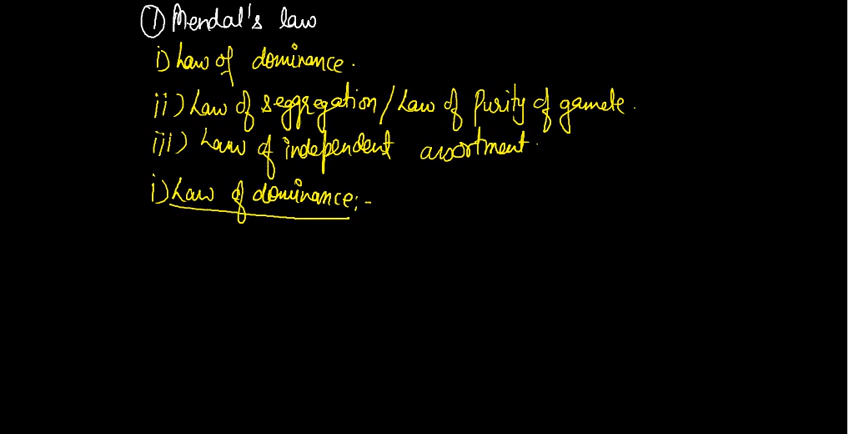 ① Mendal's law
i) Law of dominance.
ii) Law of seggregation / Law of Purity of gamete.
iii) Law of independent assortment.
i) Law of dominance :-